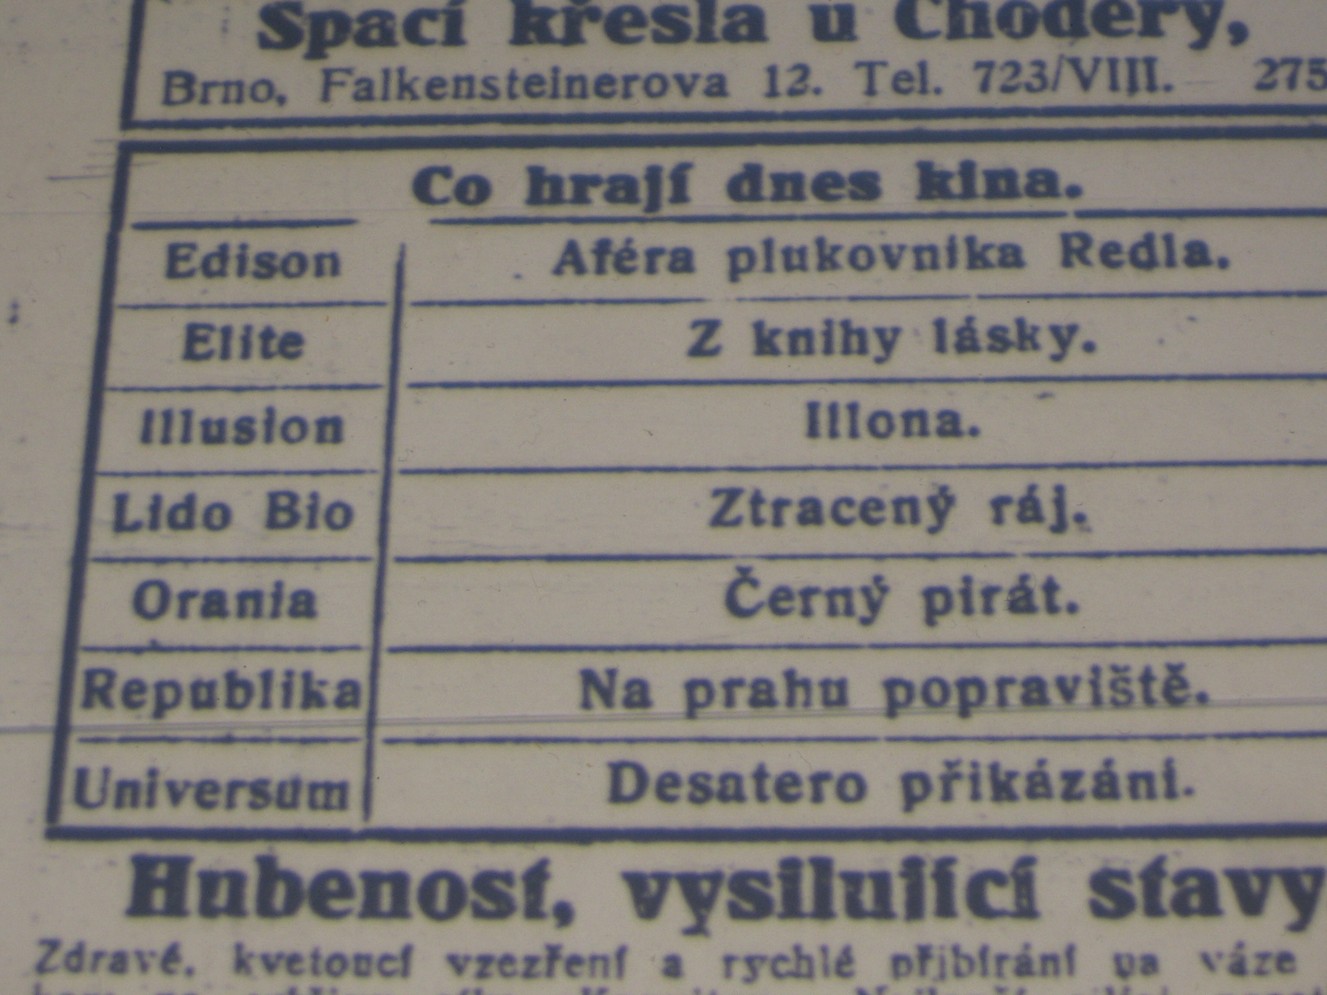 Spací křesla u Choděry,
Brno, Falkensteinerova 12. Tel. 723/VIII. 275
Co hrají dnes kina.
Edison Aféra plukovníka Redla.
Elite Z knihy lásky.
Illusion Illona.
Lido Bio Ztracený ráj.
Orania Černý pirát.
Republika Na prahu popraviště.
Universum Desatero přikázání.
Hubenost, vysilující stavy
Zdravé, kvetoucí vzezření a rychlé přibírání na váze